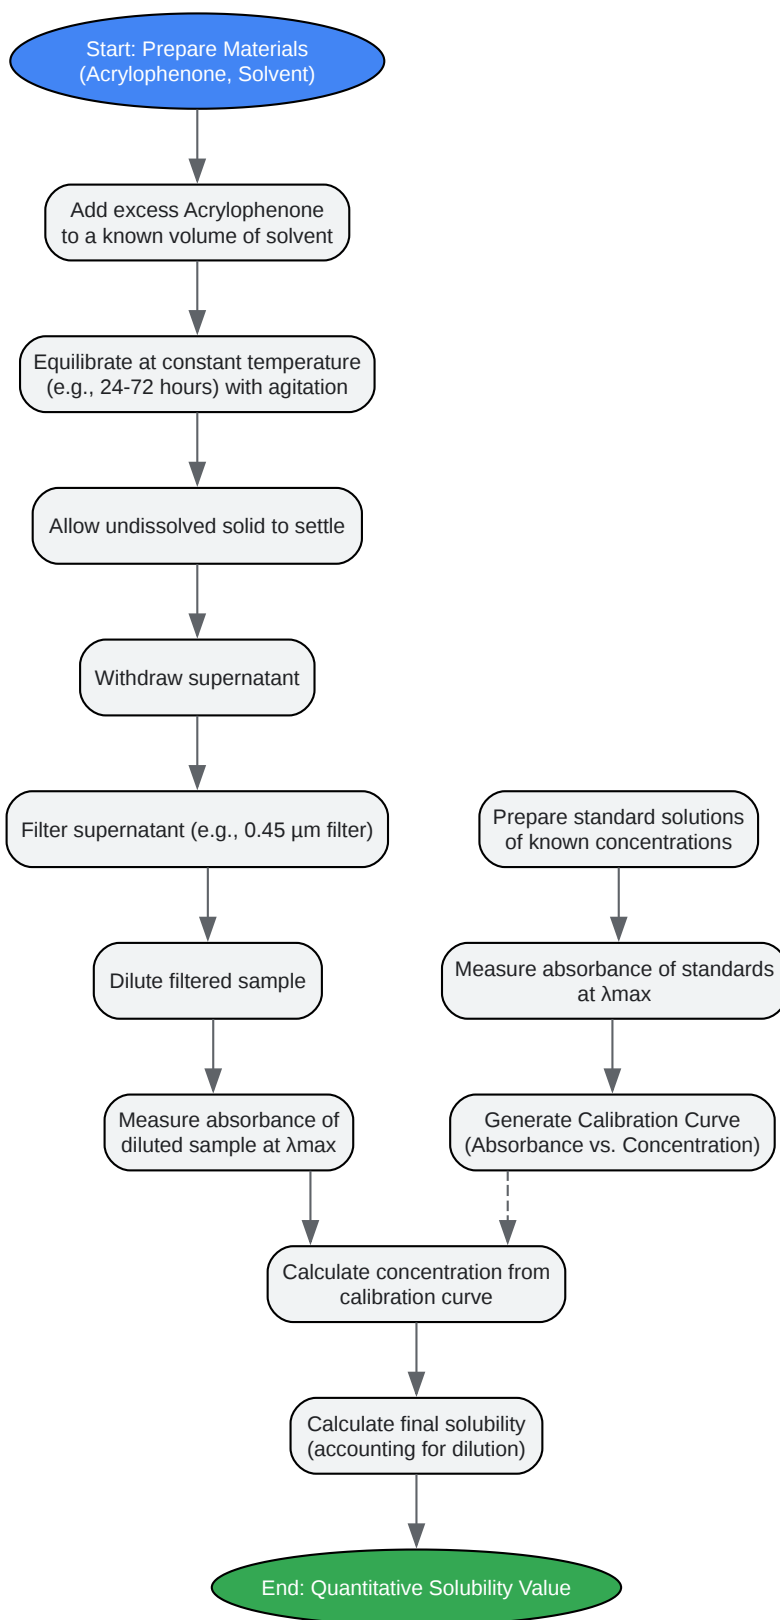 Start: Prepare Materials
(Acrylophenone, Solvent)
Add excess Acrylophenone
to a known volume of solvent
Equilibrate at constant temperature
(e.g., 24-72 hours) with agitation
Allow undissolved solid to settle
Withdraw supernatant
Filter supernatant (e.g., 0.45 µm filter)
Prepare standard solutions
of known concentrations
Dilute filtered sample
Measure absorbance of standards
at λmax
Measure absorbance of
diluted sample at λmax
Generate Calibration Curve
(Absorbance vs. Concentration)
Calculate concentration from
calibration curve
Calculate final solubility
(accounting for dilution)
End: Quantitative Solubility Value